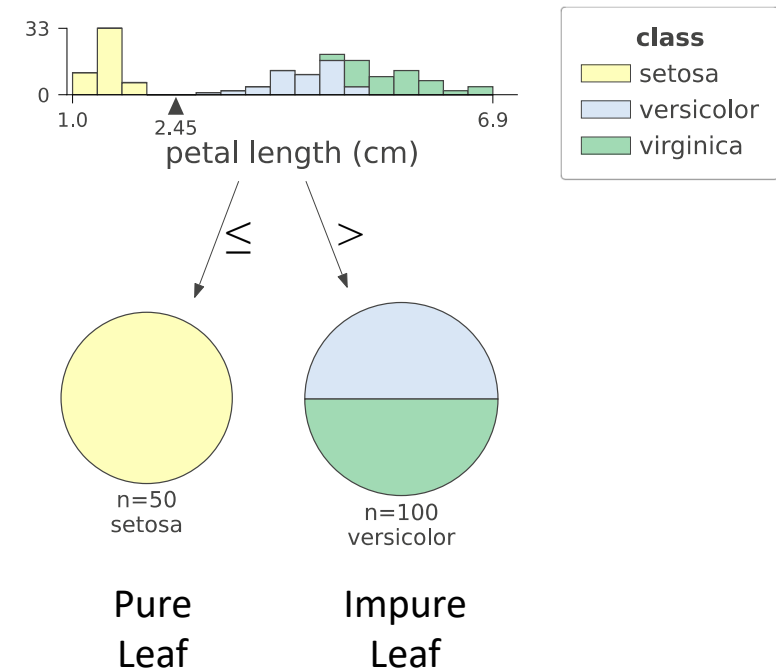 33
0
1.0
2.45
6.9
petal length (cm)
class
setosa
versicolor
virginica
≤
>
n=50
setosa
n=100
versicolor
Pure
Leaf
Impure
Leaf